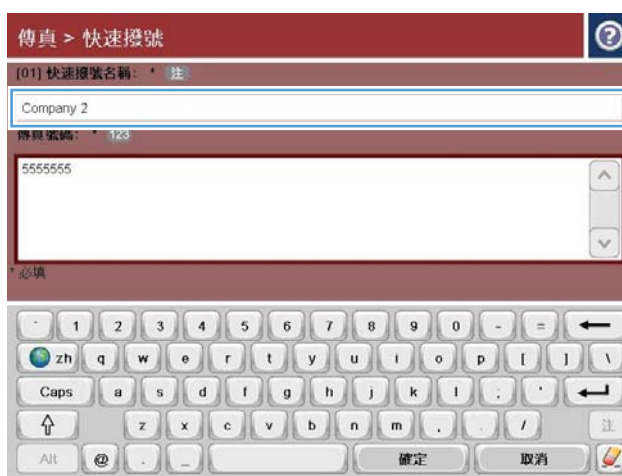 傳真 > 快速撥號
?
[01] 快速撥號名稱： * 注
Company 2
傳真號碼： * 123
5555555
* 必填
` 1 2 3 4 5 6 7 8 9 0 - =
zh q w e r t y u i o p [ ] \
Caps a s d f g h j k l ; '
z x c v b n m , . / 注
Alt @ . _ 確定 取消